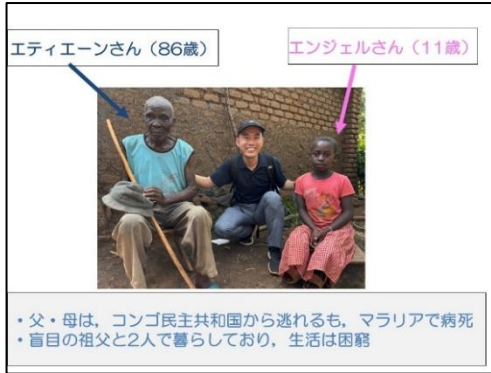 エティエーンさん（86歳）
エンジェルさん（11歳）
・父・母は，コンゴ民主共和国から逃れるも，マラリアで病死
・盲目の祖父と2人で暮らしており，生活は困窮